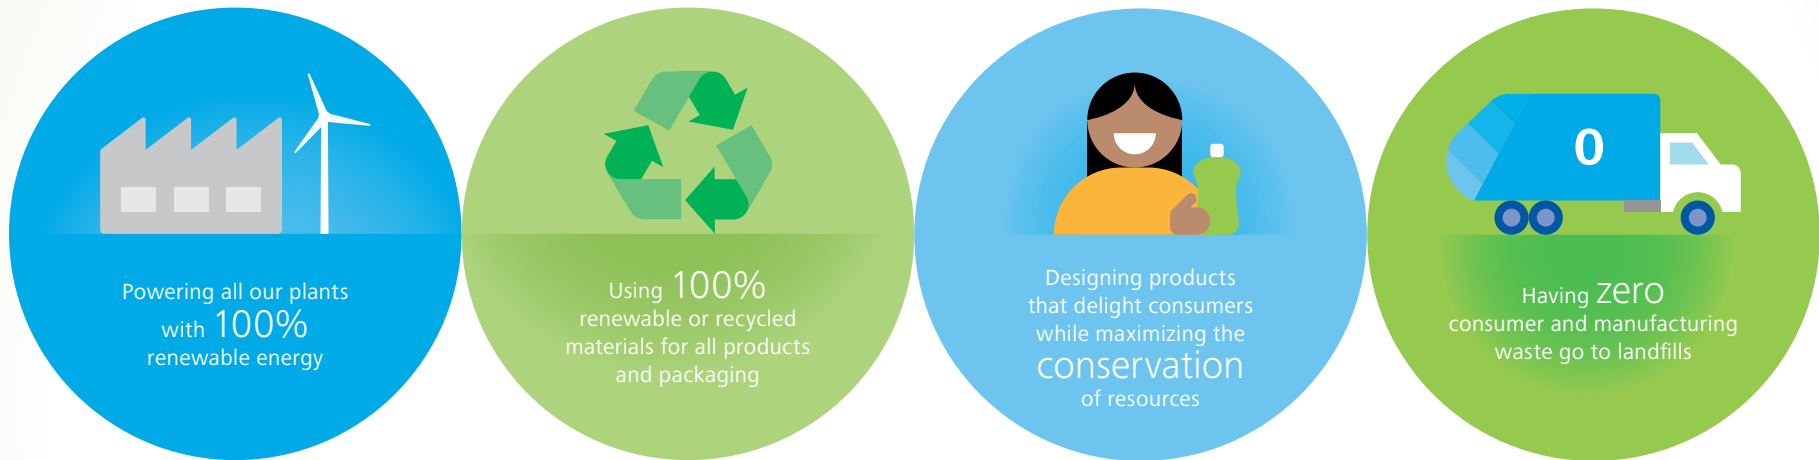 Powering all our plants
with 100%
renewable energy
Using 100%
renewable or recycled
materials for all products
and packaging
Designing products
that delight consumers
while maximizing the
conservation
of resources
0
Having zero
consumer and manufacturing
waste go to landfills